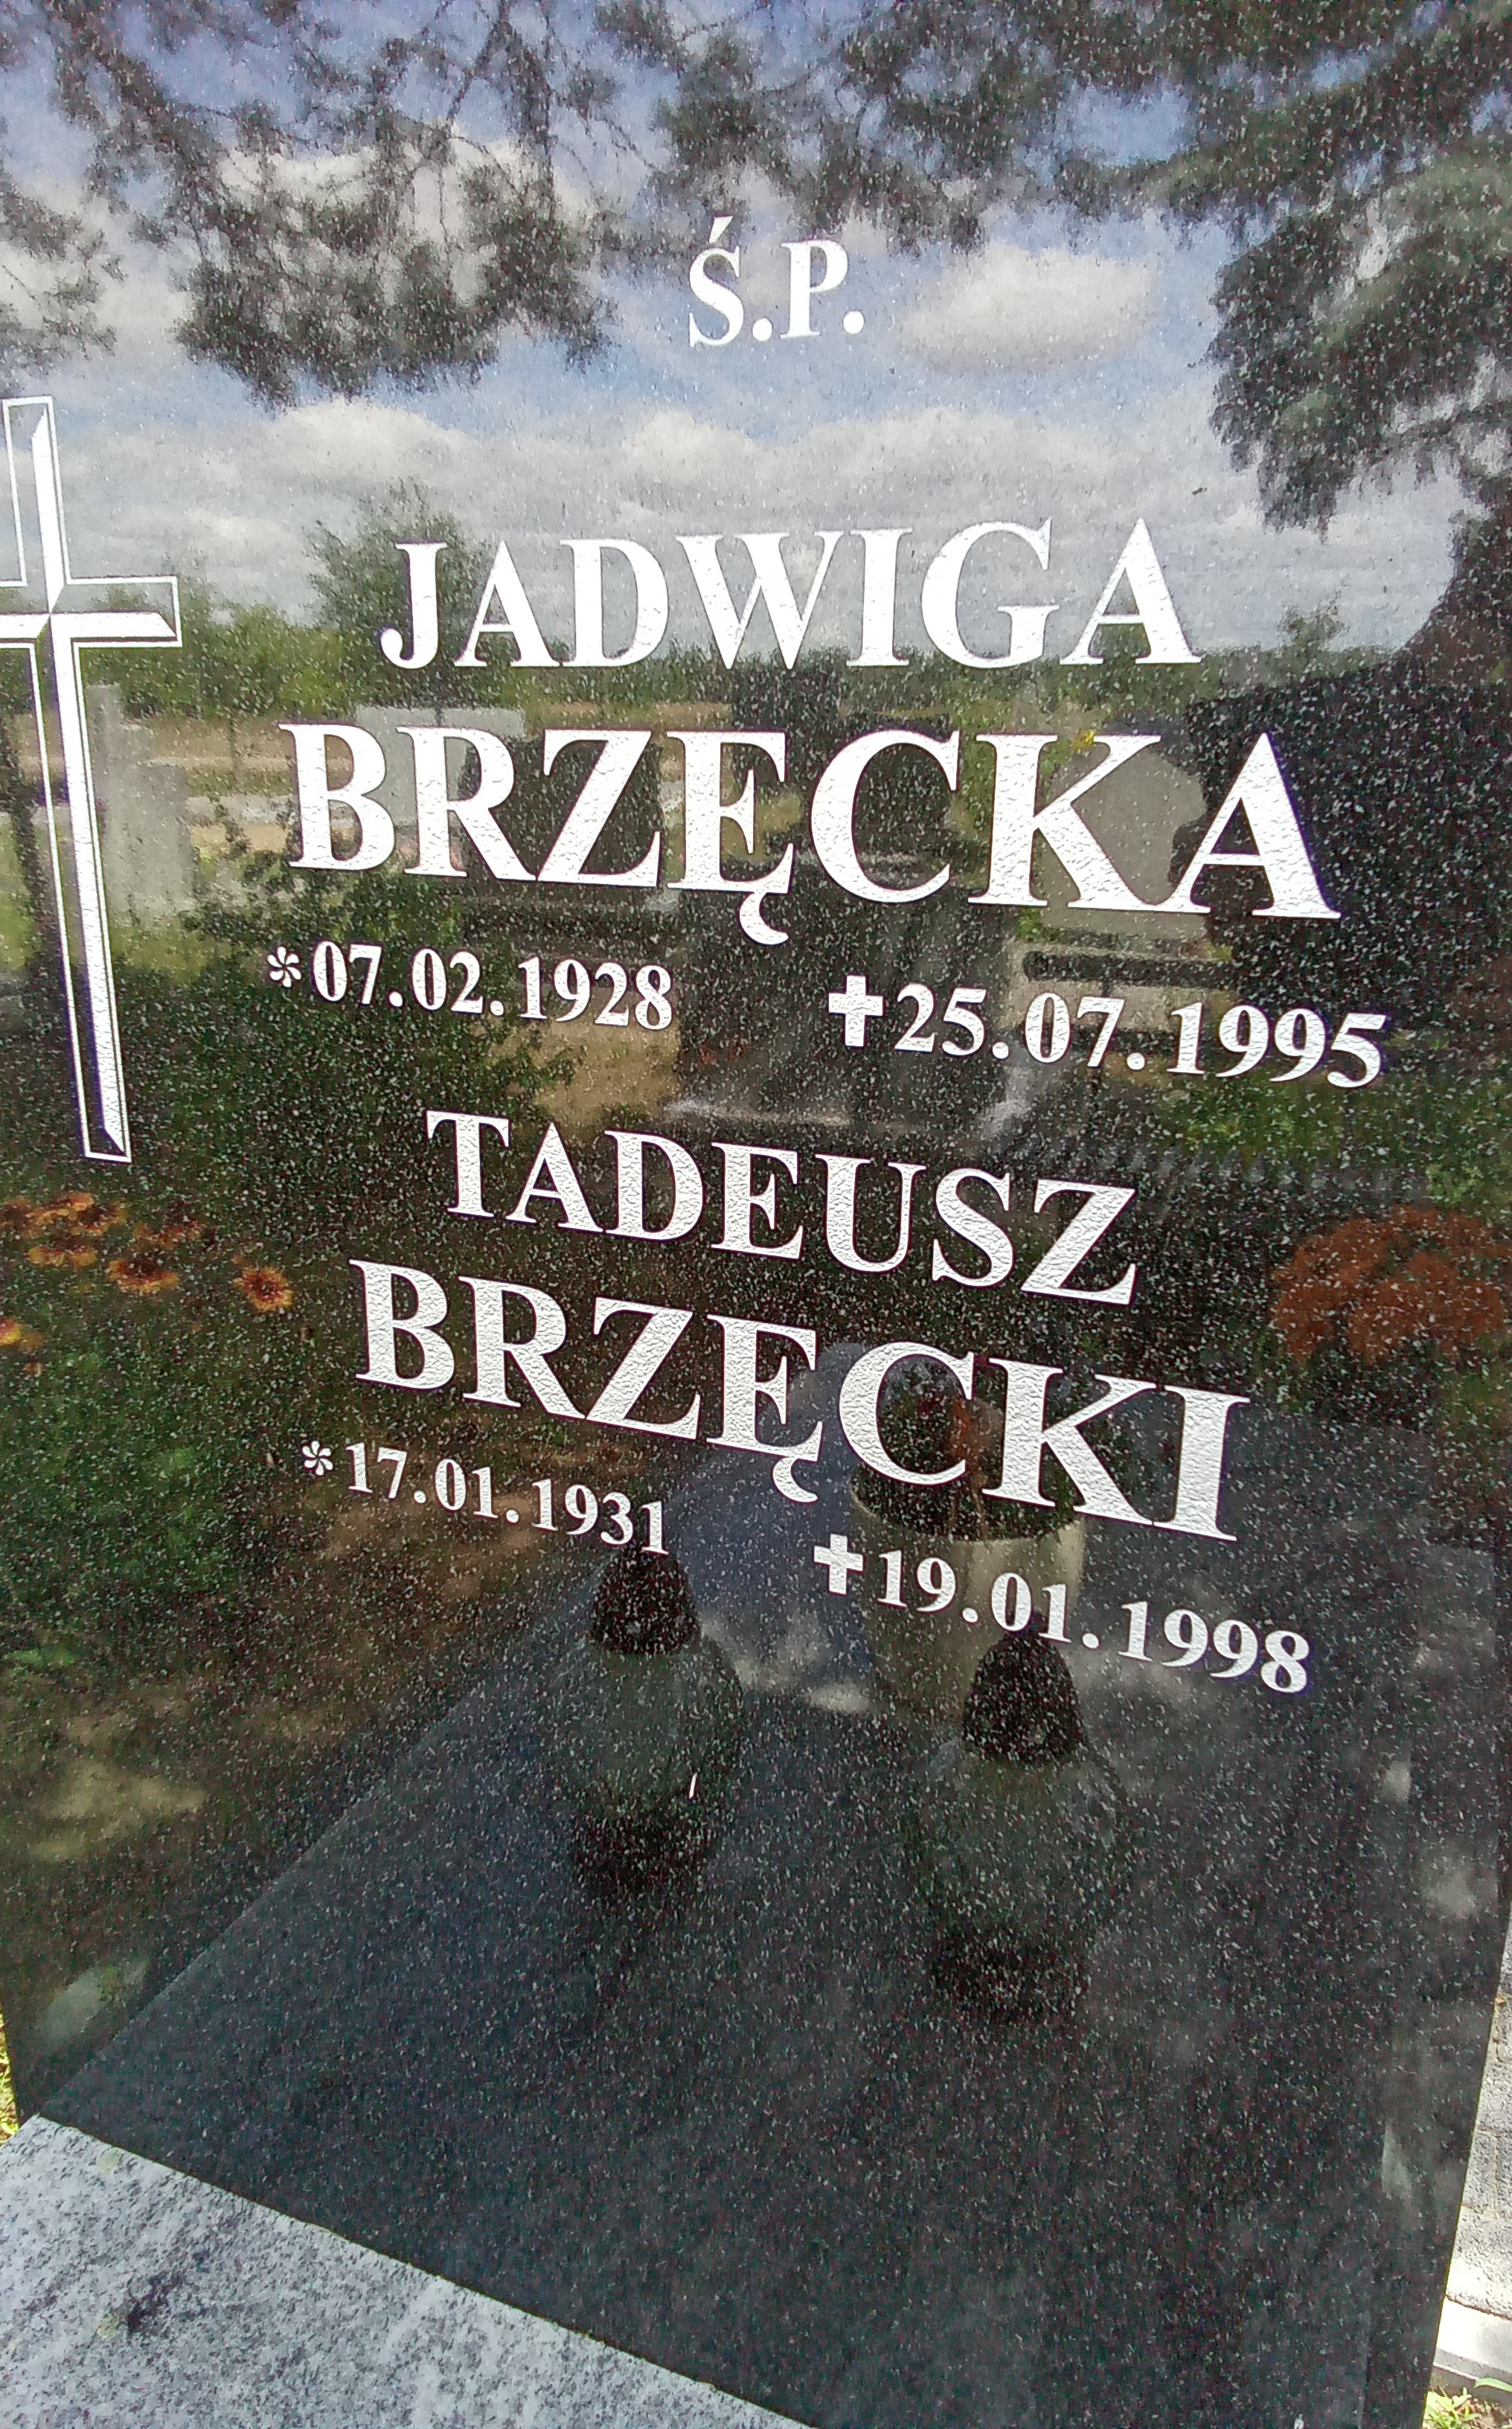 Ś.P.
JADWIGA
BRZĘCKA
*07.02.1928 ✝25.07.1995
TADEUSZ
BRZĘCKI
*17.01.1931 ✝19.01.1998